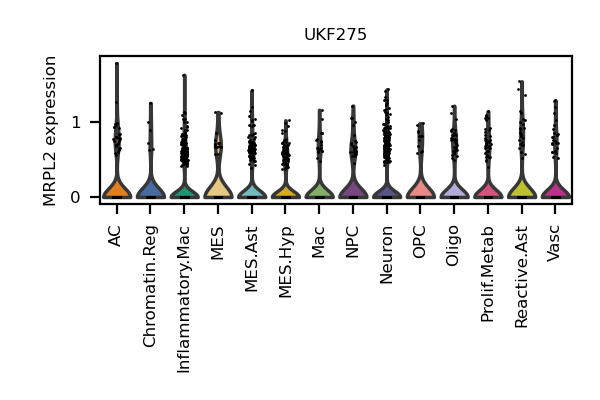 UKF275
MRPL2 expression
1
0
AC
Chromatin.Reg
Inflammatory.Mac
MES
MES.Ast
MES.Hyp
Mac
NPC
Neuron
OPC
Oligo
Prolif.Metab
Reactive.Ast
Vasc